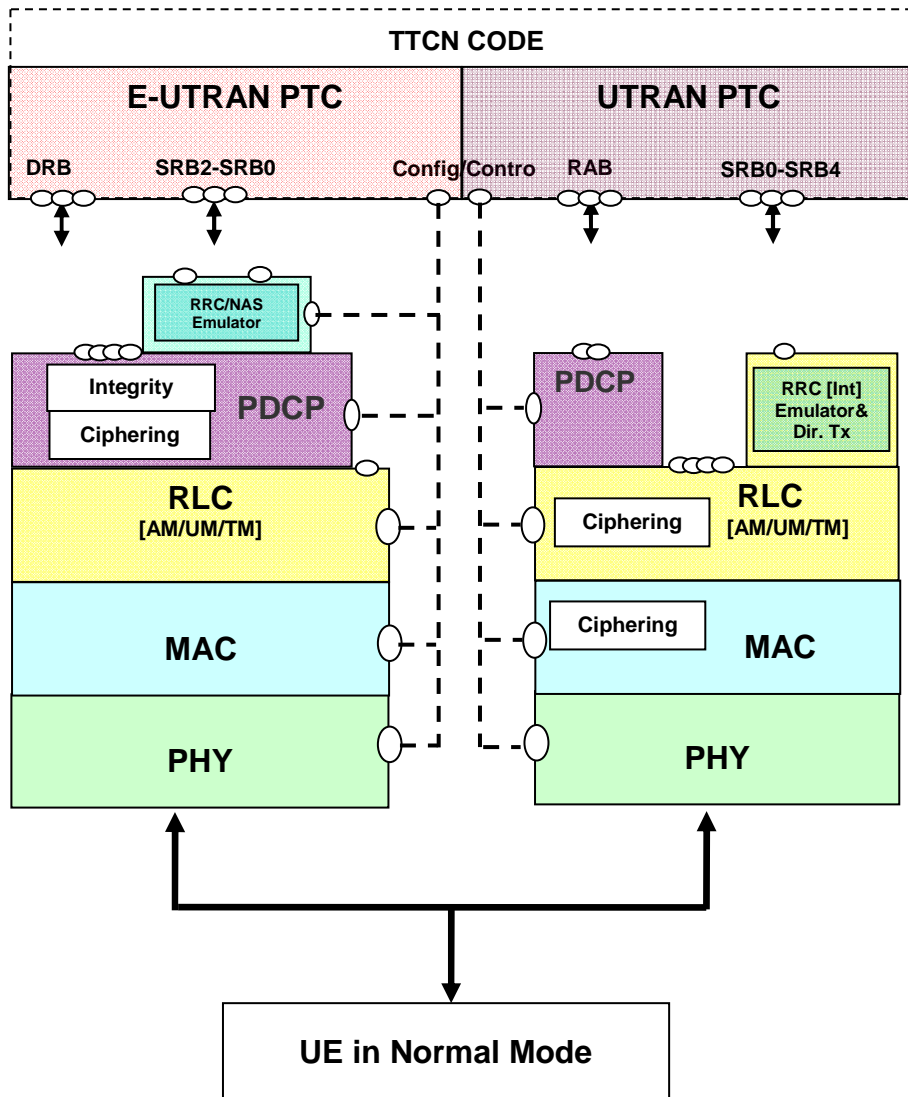 TTCN CODE
E-UTRAN PTC
UTRAN PTC
DRB
SRB2-SRB0
Config/Contro
RAB
SRB0-SRB4
RRC/NAS
Emulator
Integrity
Ciphering
PDCP
RLC
[AM/UM/TM]
MAC
PHY
PDCP
RRC [Int]
Emulator&
Dir. Tx
Ciphering
RLC
[AM/UM/TM]
Ciphering
MAC
PHY
UE in Normal Mode